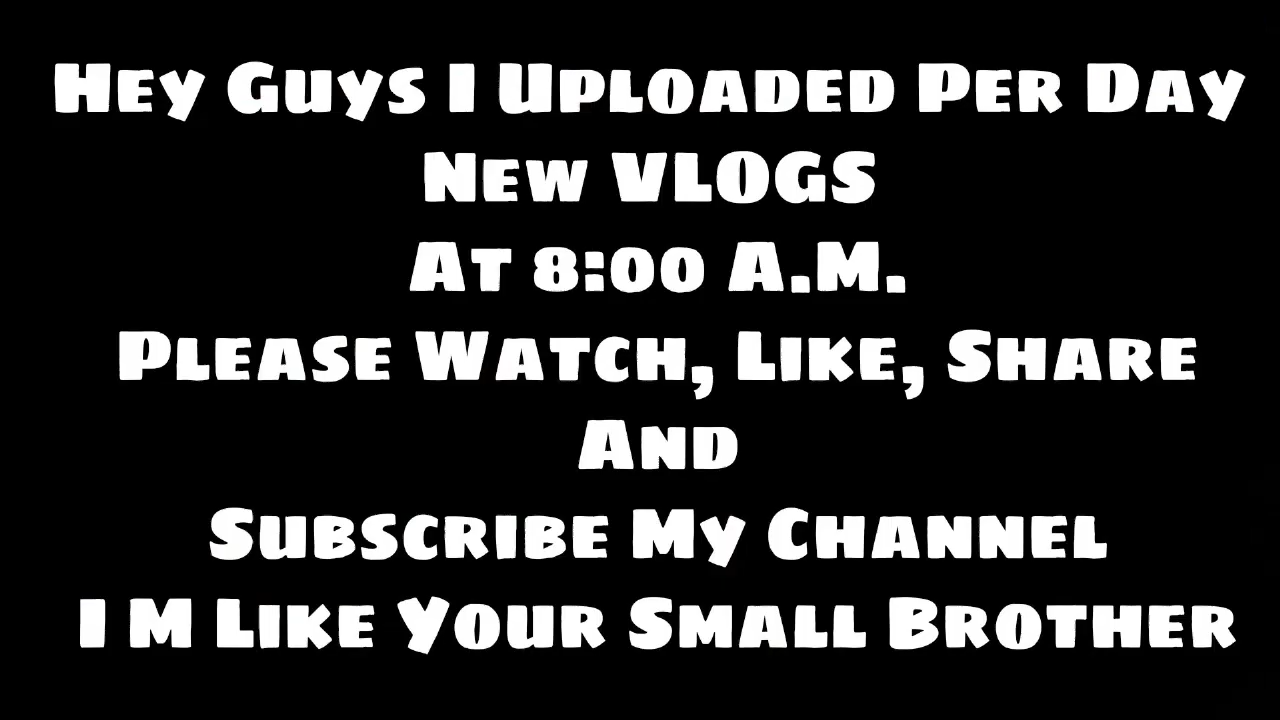 Hey Guys I Uploaded Per Day
New VLOGS
At 8:00 A.M.
Please Watch, Like, Share
And
Subscribe My Channel
I M Like Your Small Brother